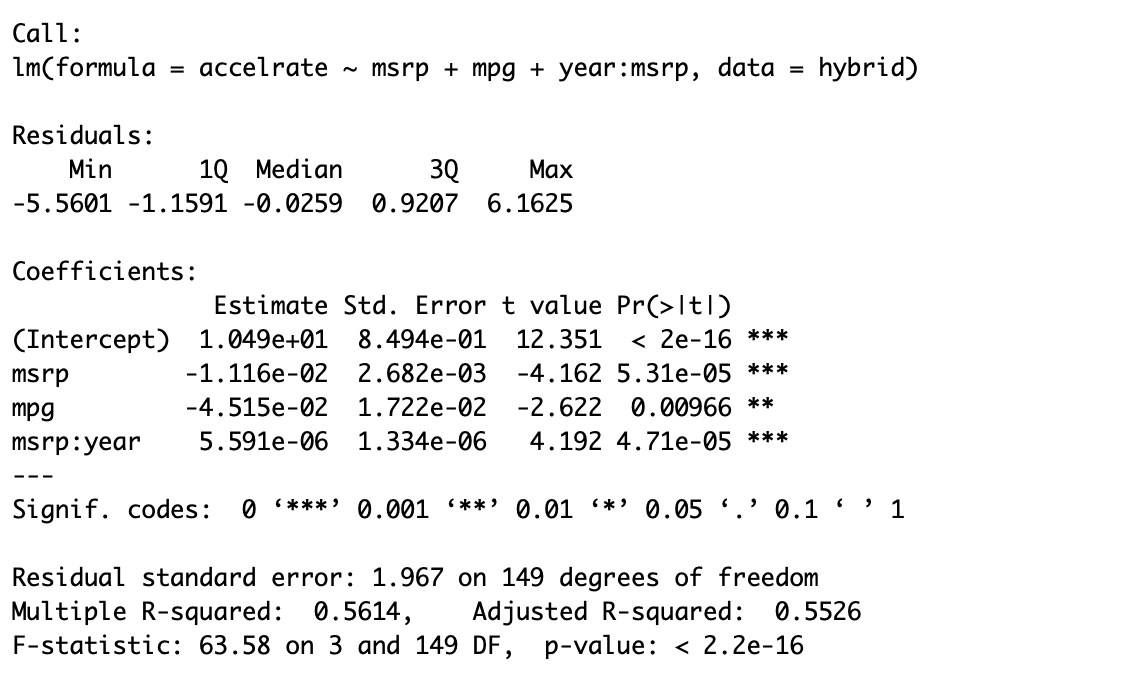 Call:
lm(formula = accelrate ~ msrp + mpg + year:msrp, data = hybrid)
Residuals:
    Min      1Q  Median      3Q     Max
-5.5601 -1.1591 -0.0259  0.9207  6.1625
Coefficients:
              Estimate Std. Error t value Pr(>|t|)
(Intercept)  1.049e+01  8.494e-01  12.351  < 2e-16 ***
msrp        -1.116e-02  2.682e-03  -4.162 5.31e-05 ***
mpg         -4.515e-02  1.722e-02  -2.622  0.00966 **
msrp:year    5.591e-06  1.334e-06   4.192 4.71e-05 ***
---
Signif. codes:  0 ‘***’ 0.001 ‘**’ 0.01 ‘*’ 0.05 ‘.’ 0.1 ‘ ’ 1
Residual standard error: 1.967 on 149 degrees of freedom
Multiple R-squared:  0.5614,    Adjusted R-squared:  0.5526
F-statistic: 63.58 on 3 and 149 DF,  p-value: < 2.2e-16